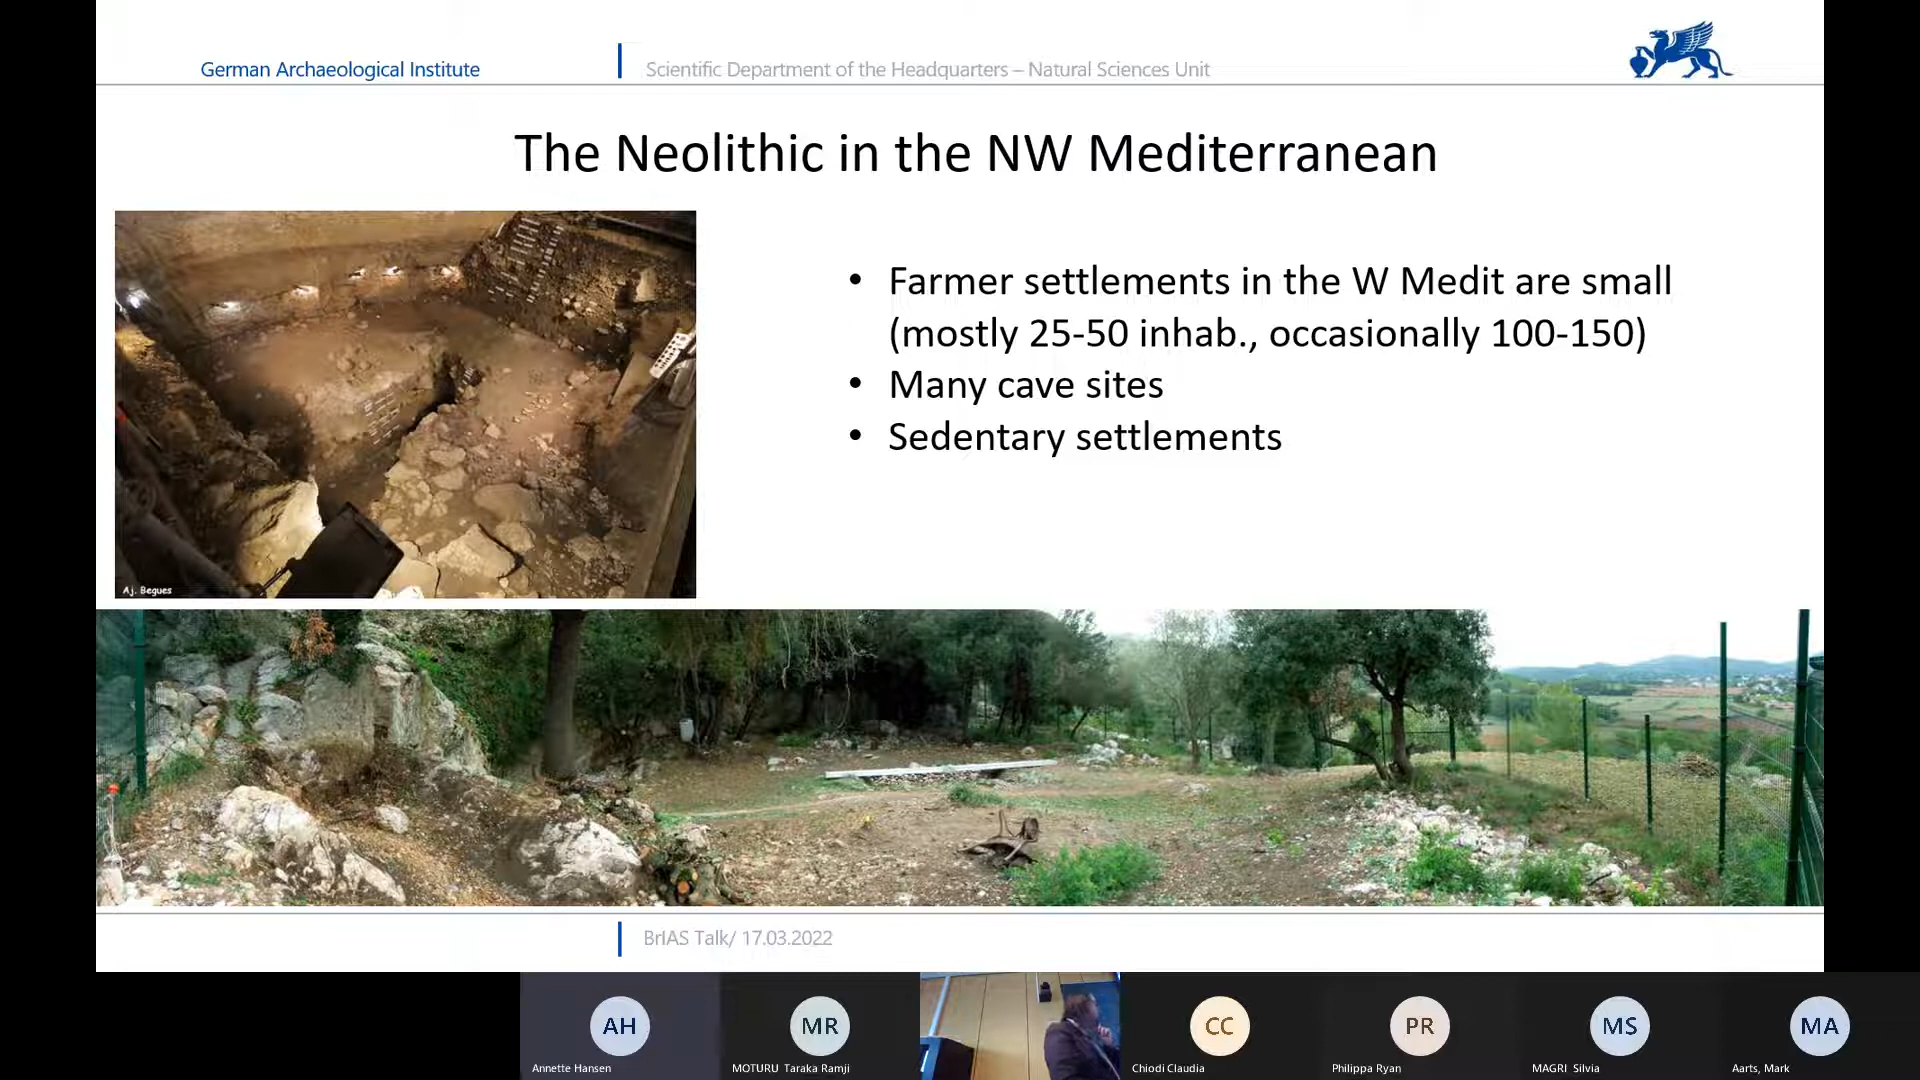 German Archaeological Institute
Scientific Department of the Headquarters – Natural Sciences Unit
The Neolithic in the NW Mediterranean
• Farmer settlements in the W Medit are small
(mostly 25-50 inhab., occasionally 100-150)
• Many cave sites
• Sedentary settlements
Aj. Begues
BrIAS Talk/ 17.03.2022
AH
MR
CC
PR
MS
MA
Annette Hansen
MOTURU Taraka Ramji
Chiodi Claudia
Philippa Ryan
MAGRI Silvia
Aarts, Mark